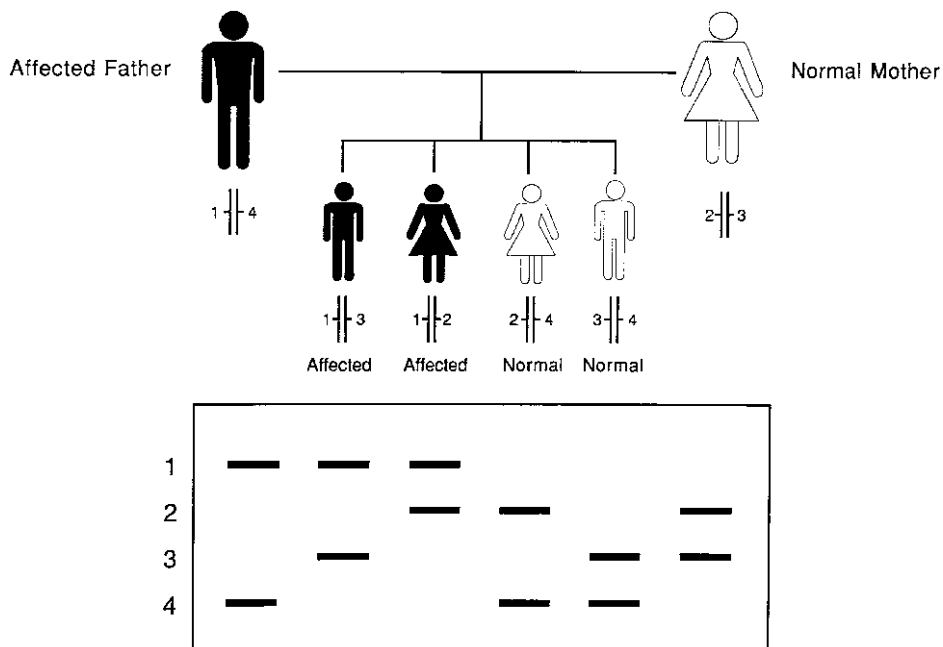 Affected Father
Normal Mother
1 4
2 3
1 3
1 2
2 4
3 4
Affected
Affected
Normal
Normal
1
2
3
4